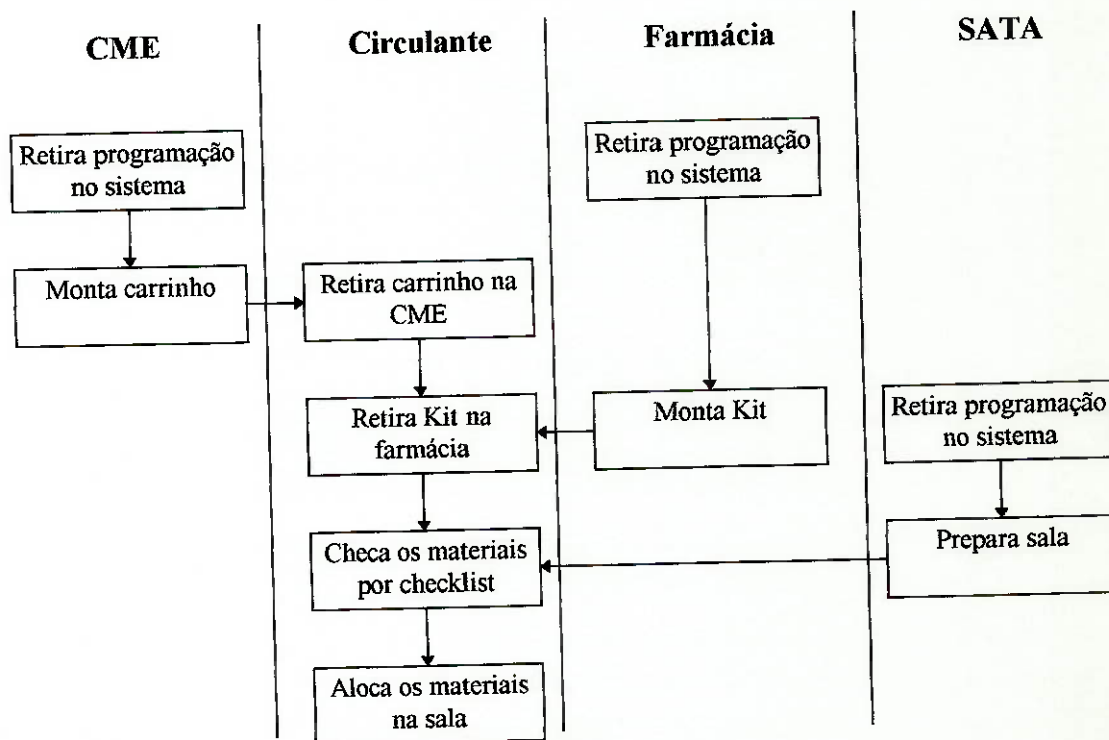 CME
Circulante
Farmácia
SATA
Retira programação
no sistema
Retira programação
no sistema
Monta carrinho
Retira carrinho na
CME
Retira Kit na
farmácia
Monta Kit
Retira programação
no sistema
Checa os materiais
por checklist
Prepara sala
Aloca os materiais
na sala